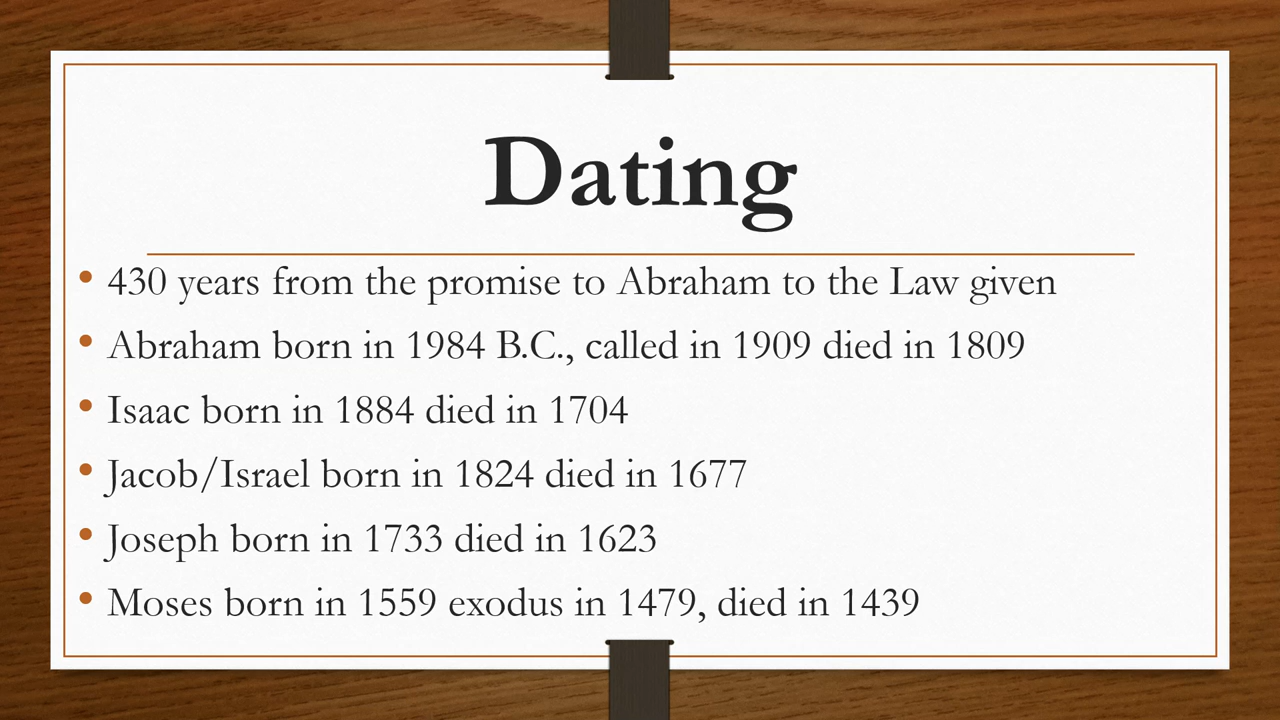 Dating
• 430 years from the promise to Abraham to the Law given
• Abraham born in 1984 B.C., called in 1909 died in 1809
• Isaac born in 1884 died in 1704
• Jacob/Israel born in 1824 died in 1677
• Joseph born in 1733 died in 1623
• Moses born in 1559 exodus in 1479, died in 1439